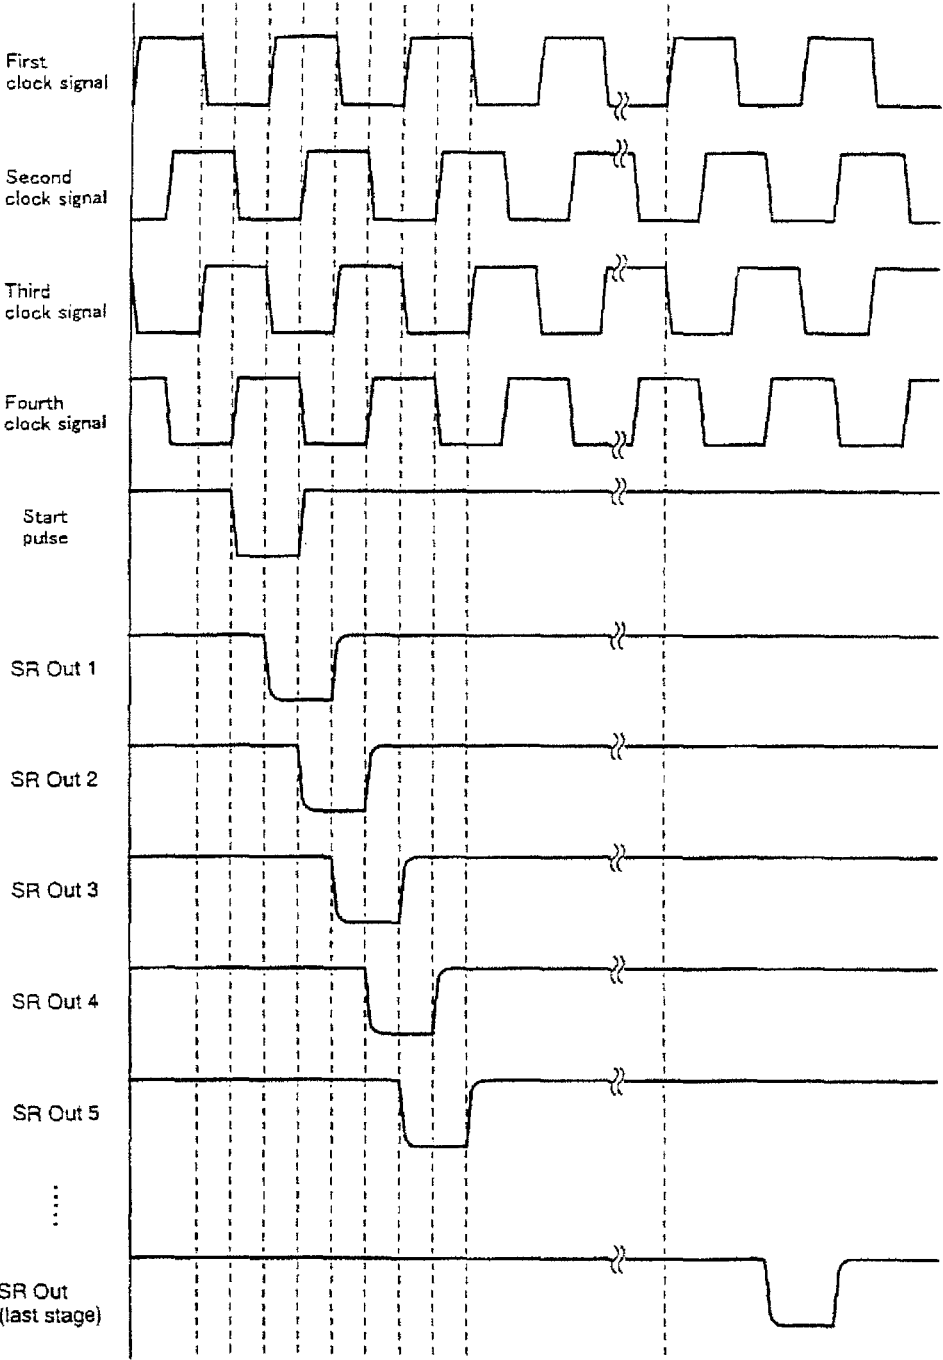 First
clock signal
Second
clock signal
Third
clock signal
Fourth
clock signal
Start
pulse
SR Out 1
SR Out 2
SR Out 3
SR Out 4
SR Out 5
SR Out
(last stage)